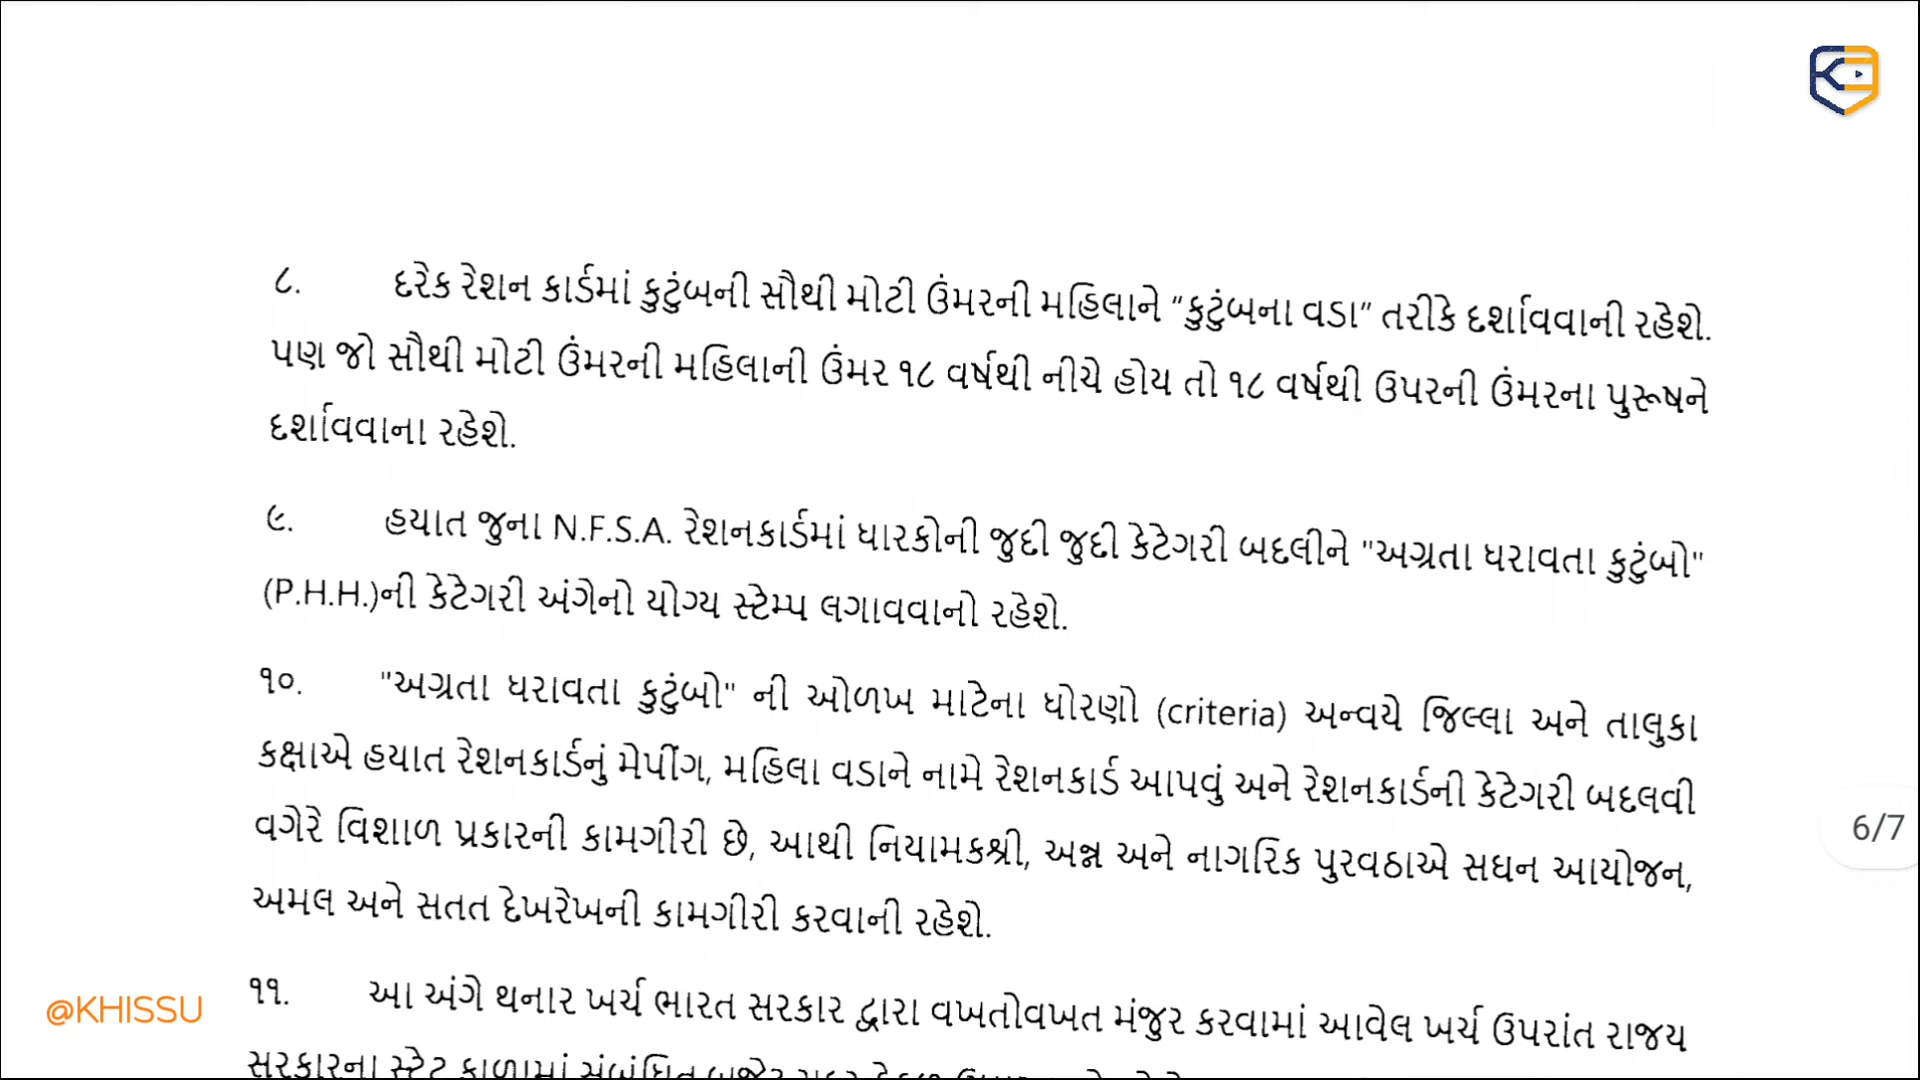 ૮. દરેક રેશન કાર્ડમાં કુટુંબની સૌથી મોટી ઉંમરની મહિલાને "કુટુંબના વડા" તરીકે દર્શાવવાની રહેશે.
પણ જો સૌથી મોટી ઉંમરની મહિલાની ઉંમર ૧૮ વર્ષથી નીચે હોય તો ૧૮ વર્ષથી ઉપરની ઉંમરના પુરૂષને
દર્શાવવાના રહેશે.
૯. હયાત જુના N.F.S.A. રેશનકાર્ડમાં ધારકોની જુદી જુદી કેટેગરી બદલીને "અગ્રતા ધરાવતા કુટુંબો"
(P.H.H.)ની કેટેગરી અંગેનો યોગ્ય સ્ટેમ્પ લગાવવાનો રહેશે.
૧૦. "અગ્રતા ધરાવતા કુટુંબો" ની ઓળખ માટેના ધોરણો (criteria) અન્વયે જિલ્લા અને તાલુકા
કક્ષાએ હયાત રેશનકાર્ડનું મેપીંગ, મહિલા વડાને નામે રેશનકાર્ડ આપવું અને રેશનકાર્ડની કેટેગરી બદલવી
વગેરે વિશાળ પ્રકારની કામગીરી છે, આથી નિયામકશ્રી, અન્ન અને નાગરિક પુરવઠાએ સઘન આયોજન,
અમલ અને સતત દેખરેખની કામગીરી કરવાની રહેશે.
૧૧. આ અંગે થનાર ખર્ચ ભારત સરકાર દ્વારા વખતોવખત મંજુર કરવામાં આવેલ ખર્ચ ઉપરાંત રાજય
સરકારના સ્ટેટ ફાળામાં સંબંધિત બજેટ
6/7
@KHISSU